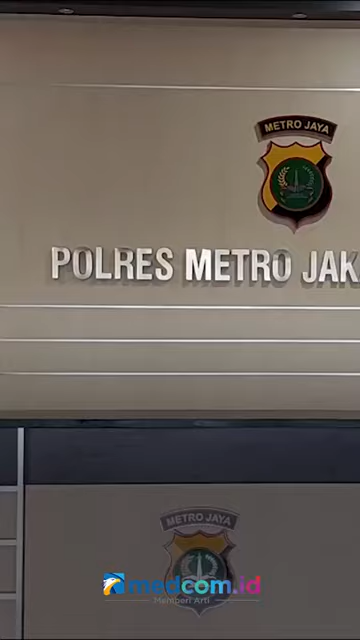 METRO JAYA
POLRES METRO JAK
METRO JAYA
medcom.id
Memberi Arti